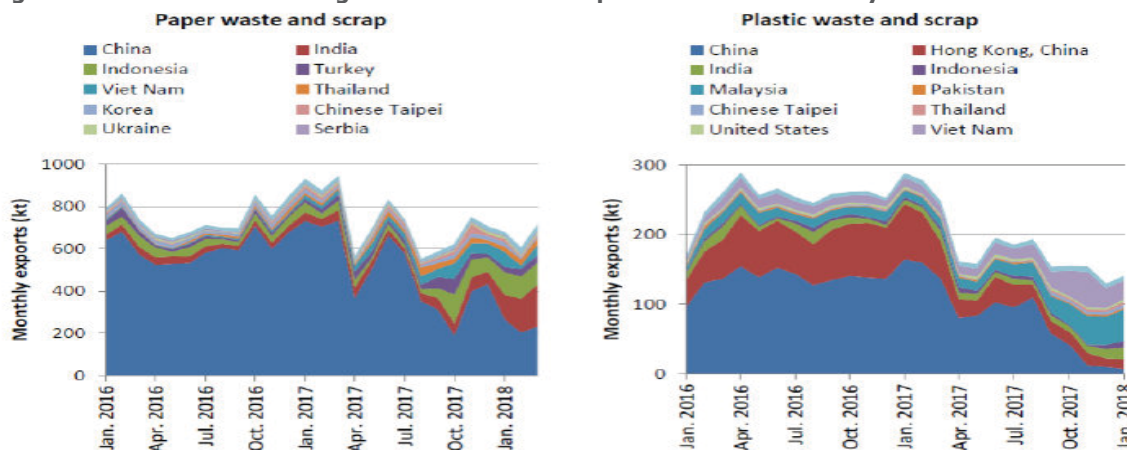 Paper waste and scrap
China
India
Indonesia
Turkey
Viet Nam
Thailand
Korea
Chinese Taipei
Ukraine
Serbia
Monthly exports (kt)
1000
800
600
400
200
0
Jan. 2016
Apr. 2016
Jul. 2016
Oct. 2016
Jan. 2017
Apr. 2017
Jul. 2017
Oct. 2017
Jan. 2018
Plastic waste and scrap
China
Hong Kong, China
India
Indonesia
Malaysia
Pakistan
Chinese Taipei
Thailand
United States
Viet Nam
Monthly exports (kt)
300
200
100
0
Jan. 2016
Apr. 2016
Jul. 2016
Oct. 2016
Jan. 2017
Apr. 2017
Jul. 2017
Oct. 2017
Jan. 2018